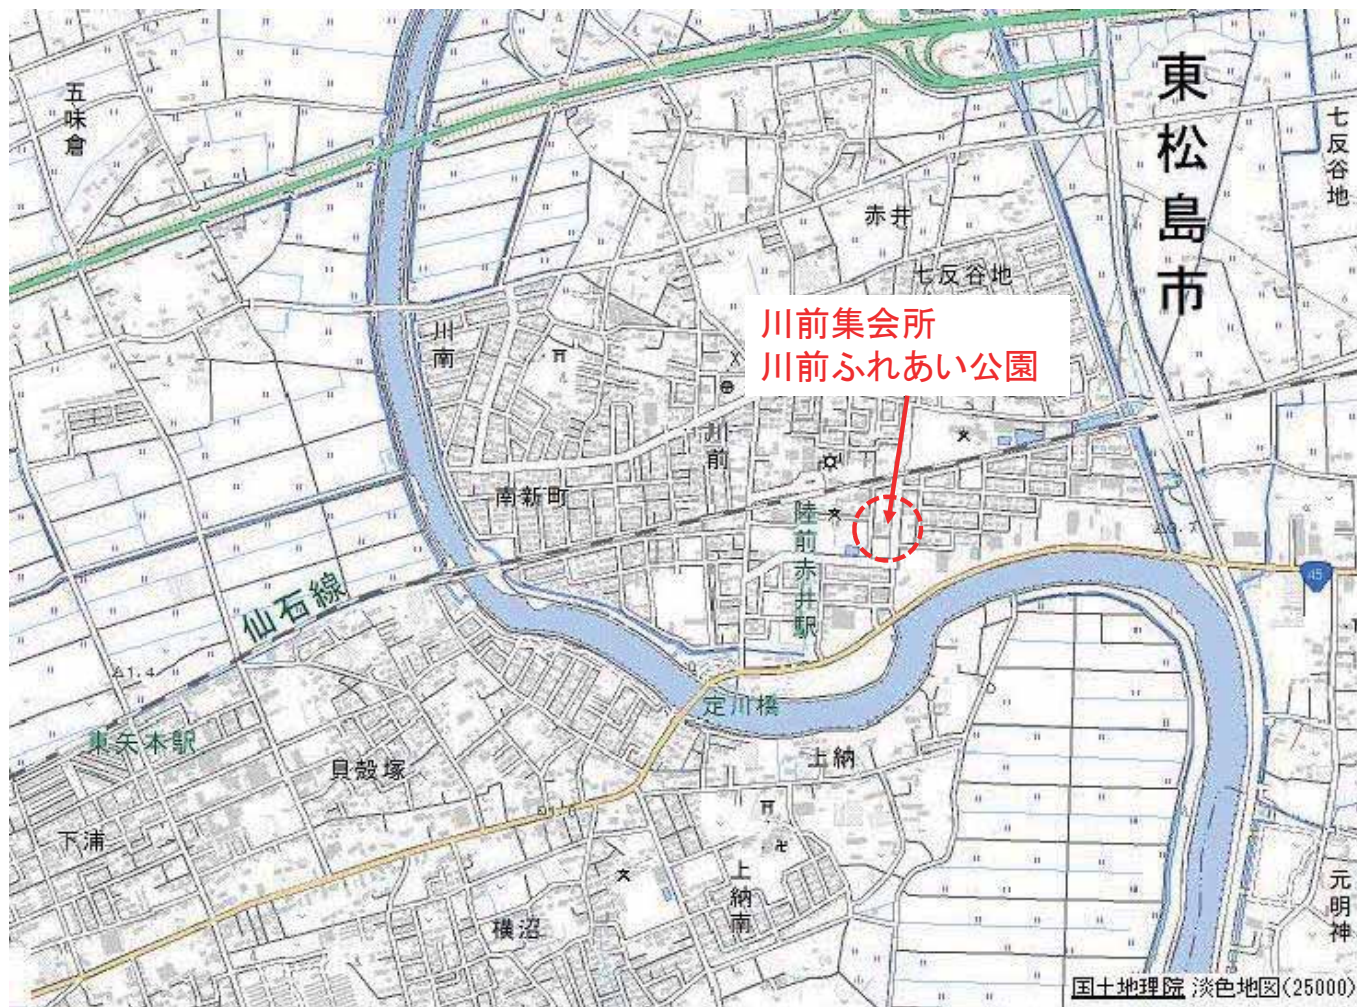 東松島市
五味倉
七反谷地
赤井
七反谷地
川前集会所
川前ふれあい公園
川南
川前
南新町
陸前赤井駅
仙石線
45
△1.4
定川橋
東矢本駅
貝殻塚
上納
下浦
上納南
横沼
元明神
国土地理院 淡色地図(25000)